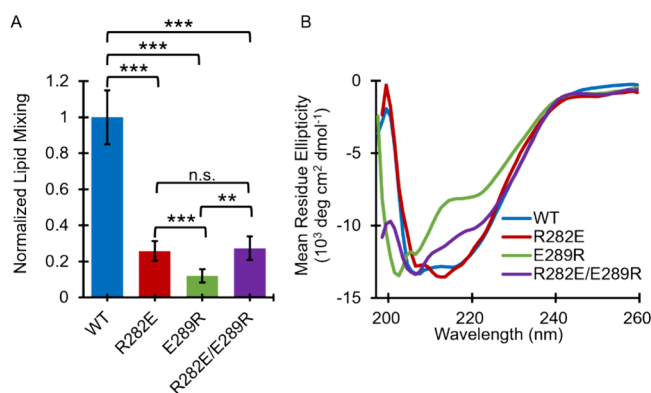 A
B
***
***
***
n.s.
***
**
Normalized Lipid Mixing
1.2
1
0.8
0.6
0.4
0.2
0
WT
R282E
E289R
R282E/E289R
Mean Residue Ellipticity
(10³ deg cm² dmol⁻¹)
0
-5
-10
-15
WT
R282E
E289R
R282E/E289R
200
220
240
260
Wavelength (nm)